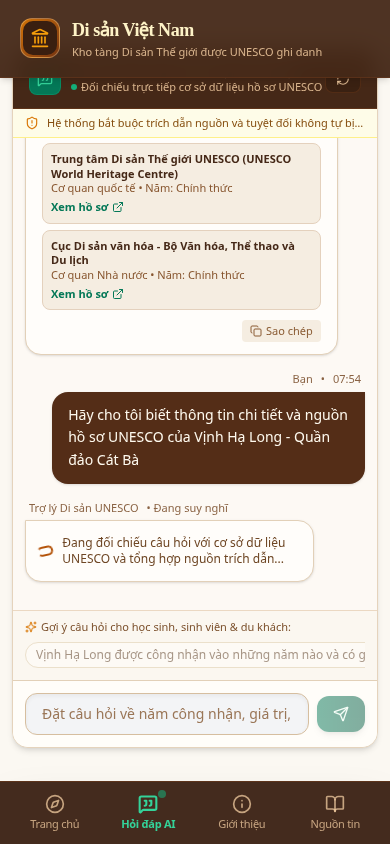 Di sản Việt Nam
Kho tàng Di sản Thế giới được UNESCO ghi danh
Đối chiếu trực tiếp cơ sở dữ liệu hồ sơ UNESCO
Hệ thống bắt buộc trích dẫn nguồn và tuyệt đối không tự bị...
Trung tâm Di sản Thế giới UNESCO (UNESCO
World Heritage Centre)
Cơ quan quốc tế • Năm: Chính thức
Xem hồ sơ
Cục Di sản văn hóa - Bộ Văn hóa, Thể thao và
Du lịch
Cơ quan Nhà nước • Năm: Chính thức
Xem hồ sơ
Sao chép
Bạn • 07:54
Hãy cho tôi biết thông tin chi tiết và nguồn
hồ sơ UNESCO của Vịnh Hạ Long - Quần
đảo Cát Bà
Trợ lý Di sản UNESCO • Đang suy nghĩ
Đang đối chiếu câu hỏi với cơ sở dữ liệu
UNESCO và tổng hợp nguồn trích dẫn...
Gợi ý câu hỏi cho học sinh, sinh viên & du khách:
Vịnh Hạ Long được công nhận vào những năm nào và có g
Đặt câu hỏi về năm công nhận, giá trị,
Trang chủ
Hỏi đáp AI
Giới thiệu
Nguồn tin